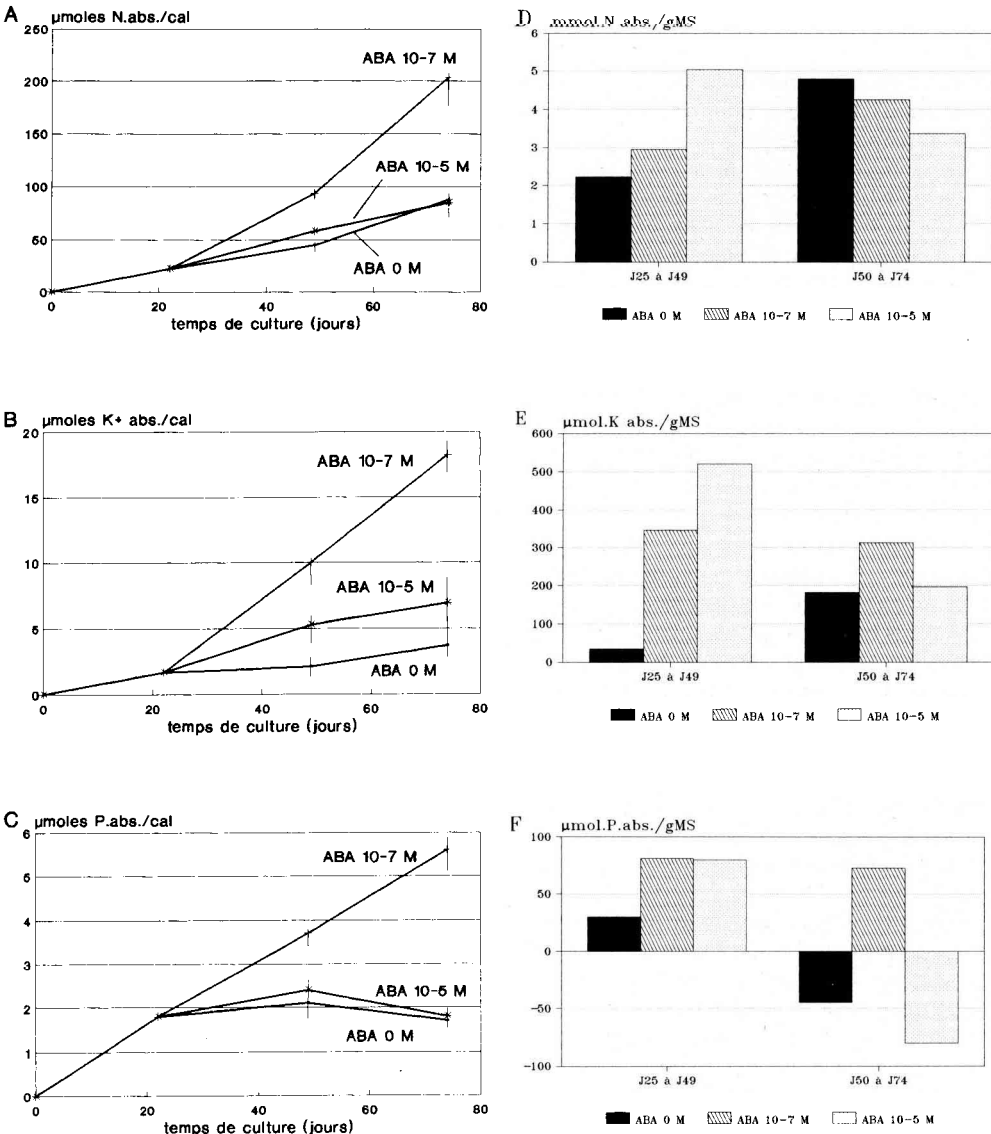 A
µmoles N.abs./cal
250
200
150
100
50
0
ABA 10-7 M
ABA 10-5 M
ABA 0 M
0 20 40 60 80
temps de culture (jours)
D mmol.N abs./gMS
6
5
4
3
2
1
0
J25 à J49 J50 à J74
ABA 0 M ABA 10-7 M ABA 10-5 M
B
µmoles K+ abs./cal
20
15
10
5
0
ABA 10-7 M
ABA 10-5 M
ABA 0 M
0 20 40 60 80
temps de culture (jours)
E µmol.K abs./gMS
600
500
400
300
200
100
0
J25 à J49 J50 à J74
ABA 0 M ABA 10-7 M ABA 10-5 M
C
µmoles P.abs./cal
6
5
4
3
2
1
0
ABA 10-7 M
ABA 10-5 M
ABA 0 M
0 20 40 60 80
temps de culture (jours)
F µmol.P.abs./gMS
100
50
0
-50
-100
J25 à J49 J50 à J74
ABA 0 M ABA 10-7 M ABA 10-5 M